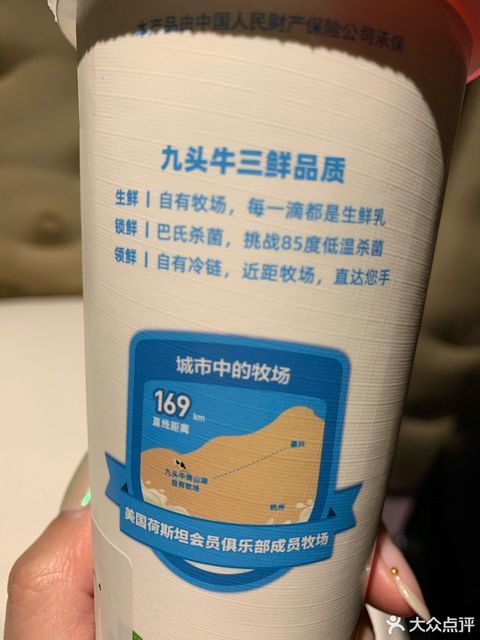 本产品由中国人民财产保险公司承保
九头牛三鲜品质
生鲜 | 自有牧场，每一滴都是生鲜乳
锁鲜 | 巴氏杀菌，挑战85度低温杀菌
领鲜 | 自有冷链，近距牧场，直达您手
城市中的牧场
169 km
直线距离
嘉兴
九头牛青山湖
自有牧场
杭州
美国荷斯坦会员俱乐部成员牧场
大众点评